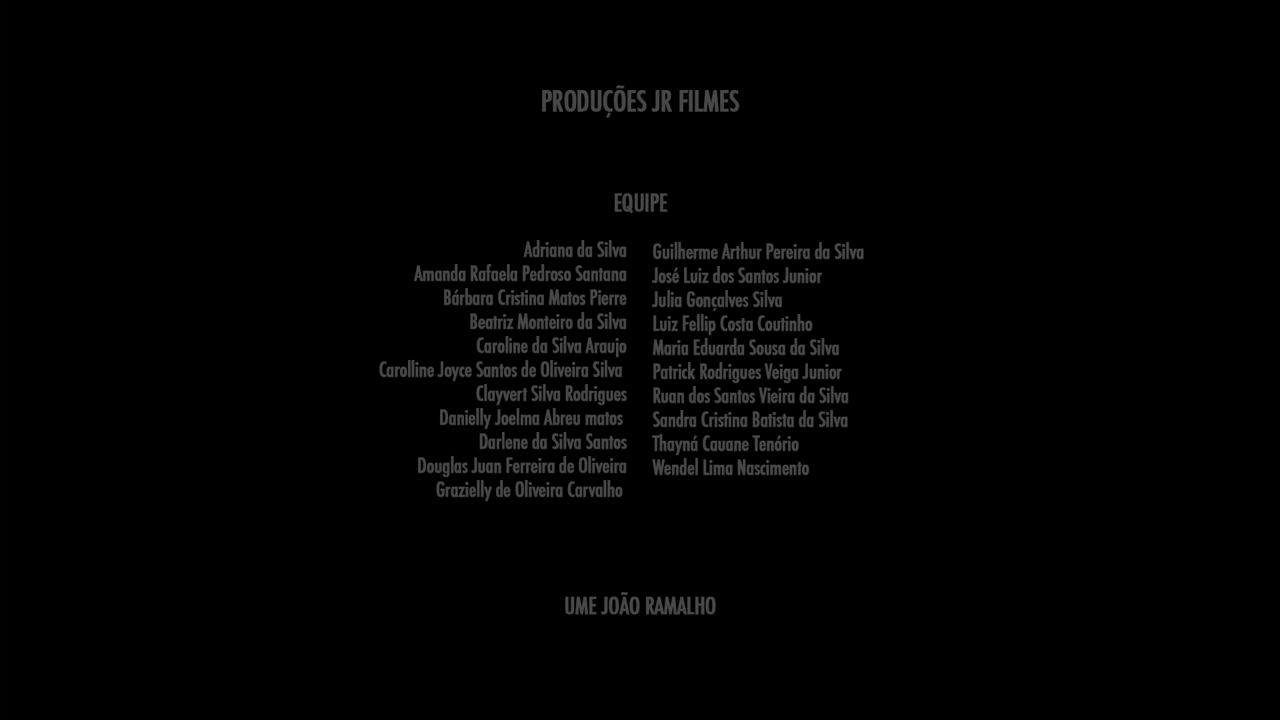 PRODUÇÕES JR FILMES
EQUIPE
Adriana da Silva
Amanda Rafaela Pedroso Santana
Bárbara Cristina Matos Pierre
Beatriz Monteiro da Silva
Caroline da Silva Araujo
Carolline Joyce Santos de Oliveira Silva
Clayvert Silva Rodrigues
Danielly Joelma Abreu matos
Darlene da Silva Santos
Douglas Juan Ferreira de Oliveira
Grazielly de Oliveira Carvalho
Guilherme Arthur Pereira da Silva
José Luiz dos Santos Junior
Julia Gonçalves Silva
Luiz Fellip Costa Coutinho
Maria Eduarda Sousa da Silva
Patrick Rodrigues Veiga Junior
Ruan dos Santos Vieira da Silva
Sandra Cristina Batista da Silva
Thayná Cauane Tenório
Wendel Lima Nascimento
UME JOÃO RAMALHO